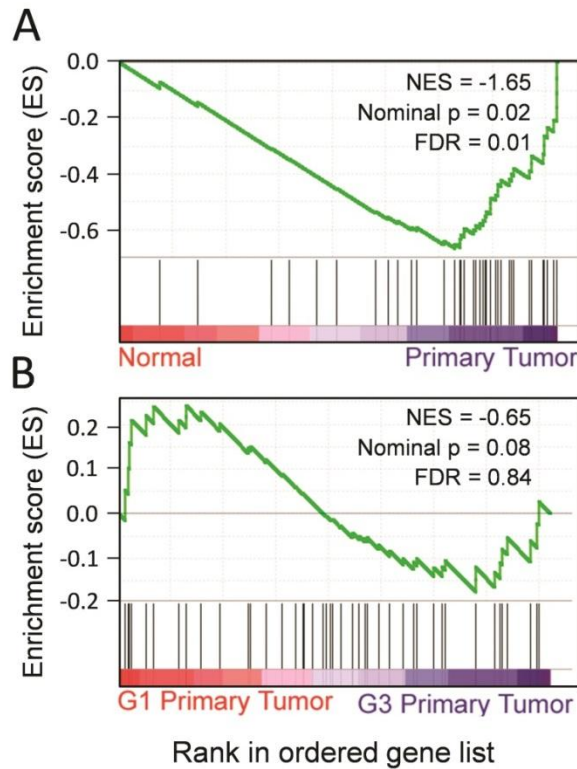 A
Enrichment score (ES)
0.0
-0.2
-0.4
-0.6
NES = -1.65
Nominal p = 0.02
FDR = 0.01
Normal
Primary Tumor
B
Enrichment score (ES)
0.2
0.1
0.0
-0.1
-0.2
NES = -0.65
Nominal p = 0.08
FDR = 0.84
G1 Primary Tumor
G3 Primary Tumor
Rank in ordered gene list